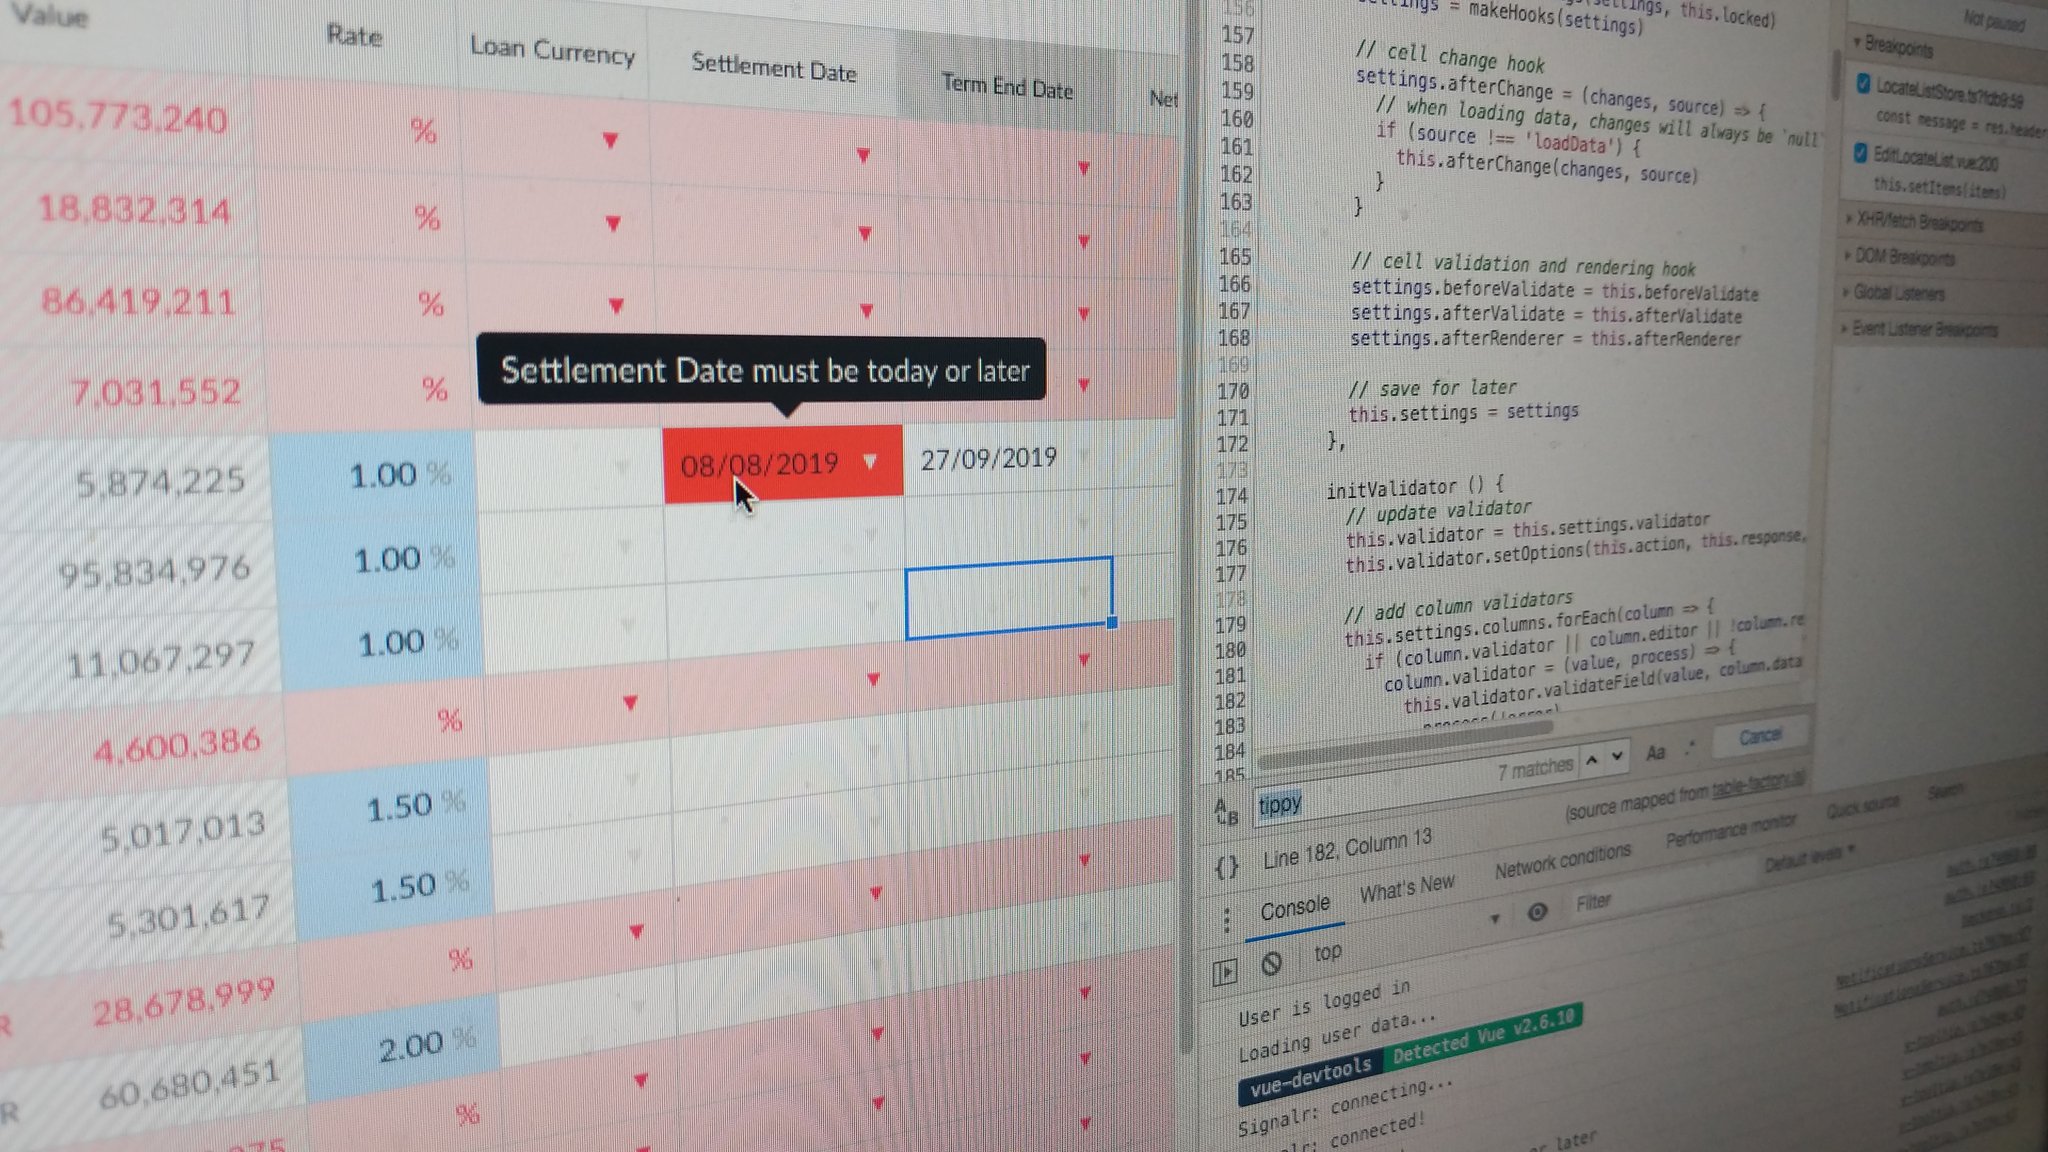 Value
Rate
Loan Currency
Settlement Date
Term End Date
Net
105,773,240
%
18,832,314
%
86,419,211
%
7,031,552
%
Settlement Date must be today or later
5,874,225
1.00 %
08/08/2019
27/09/2019
95,834,976
1.00 %
11,067,297
1.00 %
4,600,386
%
5,017,013
1.50 %
5,301,617
1.50 %
R
28,678,999
%
R
60,680,451
2.00 %
%
156
settings = makeHooks(settings)
157
158 // cell change hook
159 settings.afterChange = (changes, source) => {
160 // when loading data, changes will always be `null`
161 if (source !== 'loadData') {
162 this.afterChange(changes, source)
163 }
}
164
165 // cell validation and rendering hook
166 settings.beforeValidate = this.beforeValidate
167 settings.afterValidate = this.afterValidate
168 settings.afterRenderer = this.afterRenderer
169
170 // save for later
171 this.settings = settings
172 },
173
174 initValidator () {
175 // update validator
176 this.validator = this.settings.validator
177 this.validator.setOptions(this.action, this.response,
178
179 // add column validators
180 this.settings.columns.forEach(column => {
181 if (column.validator || column.editor || !column.re
182 column.validator = (value, process) => {
183 this.validator.validateField(value, column.data
184
185
7 matches
Aa
.*
Cancel
tippy
(source mapped from table-factory.js)
{} Line 182, Column 13
Console
What's New
Network conditions
Performance monitor
Quick source
Search
top
Filter
Default levels
User is logged in
Loading user data...
vue-devtools Detected Vue v2.6.10
Signalr: connecting...
connected!
or later
Not paused
Breakpoints
LocateListStore.ts?fdb9:59
const message = res.header
EditLocateList.vue:200
this.setItems(items)
XHR/fetch Breakpoints
DOM Breakpoints
Global Listeners
Event Listener Breakpoints